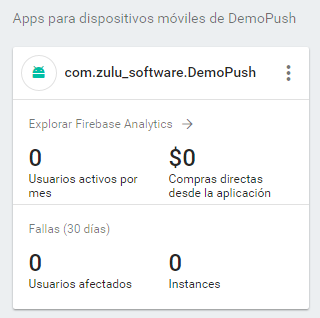 Apps para dispositivos móviles de DemoPush
com.zulu_software.DemoPush
Explorar Firebase Analytics →
0 $0
Usuarios activos por Compras directas
mes desde la aplicación
Fallas (30 días)
0 0
Usuarios afectados Instances